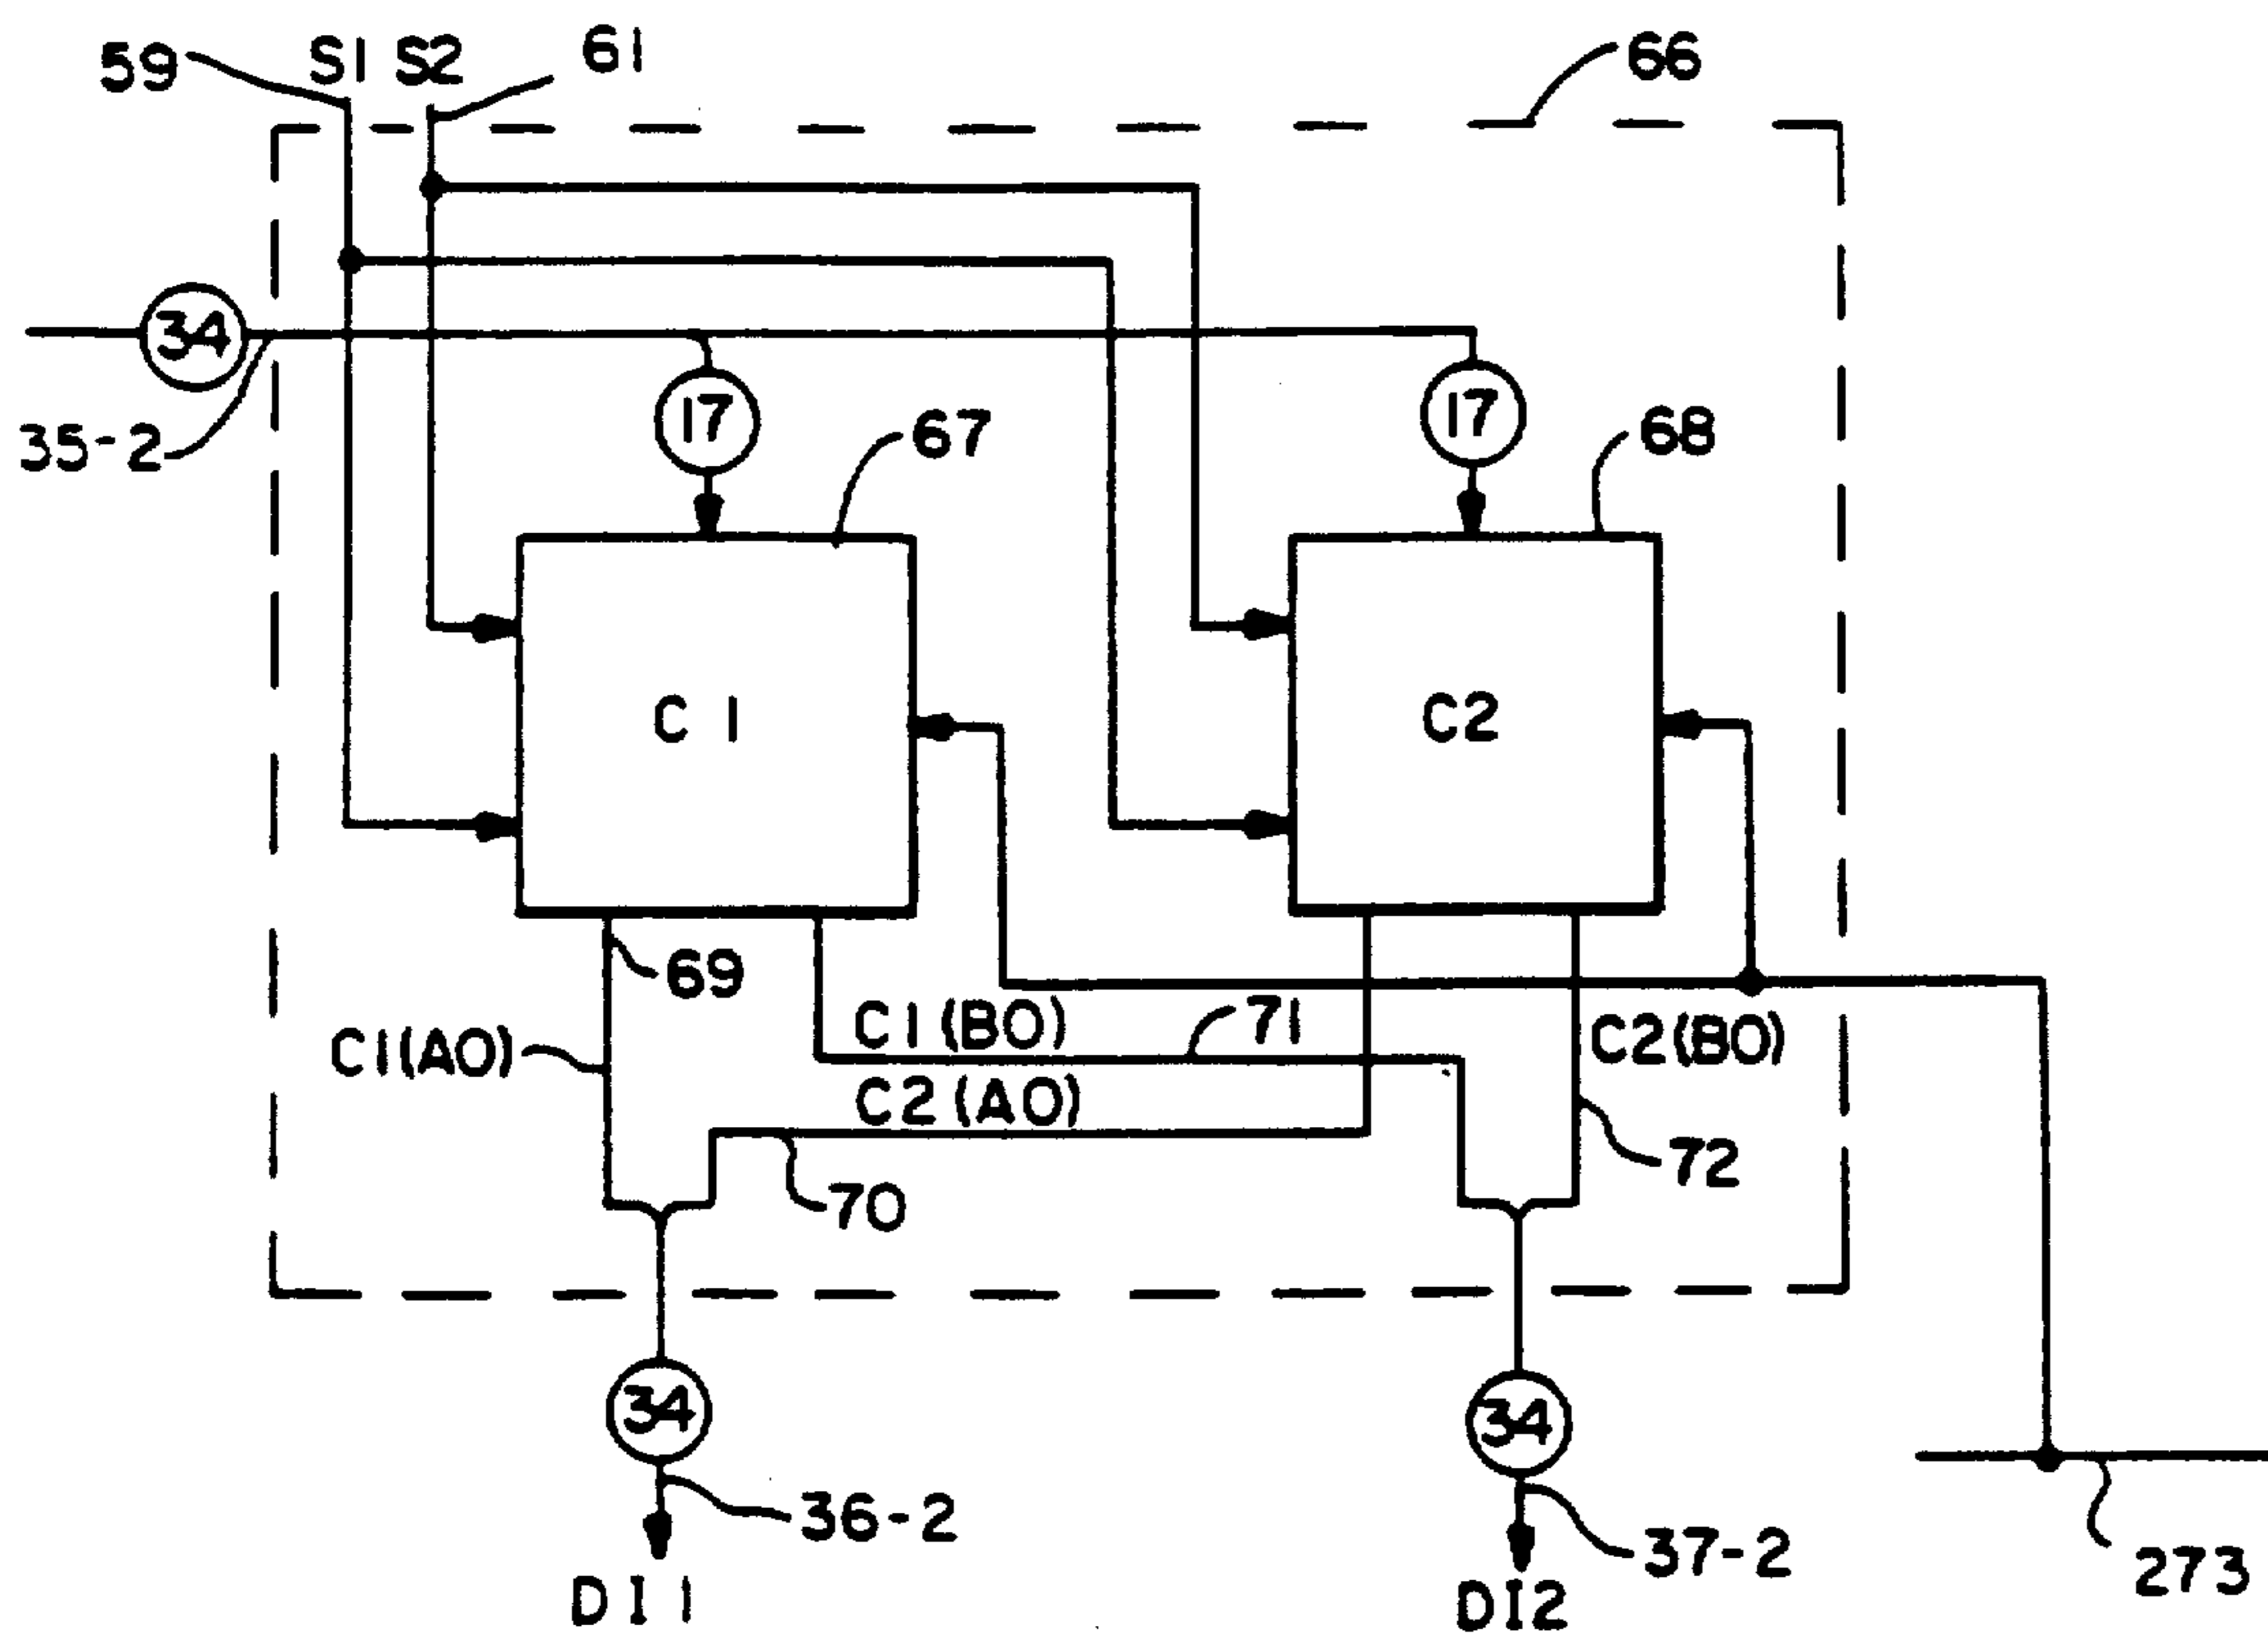 59
S1
S2
61
66
34
35-2
17
67
17
68
C1
C2
69
C1(AO)
C1(BO)
71
C2(BO)
C2(AO)
70
72
34
34
36-2
37-2
DI1
DI2
273